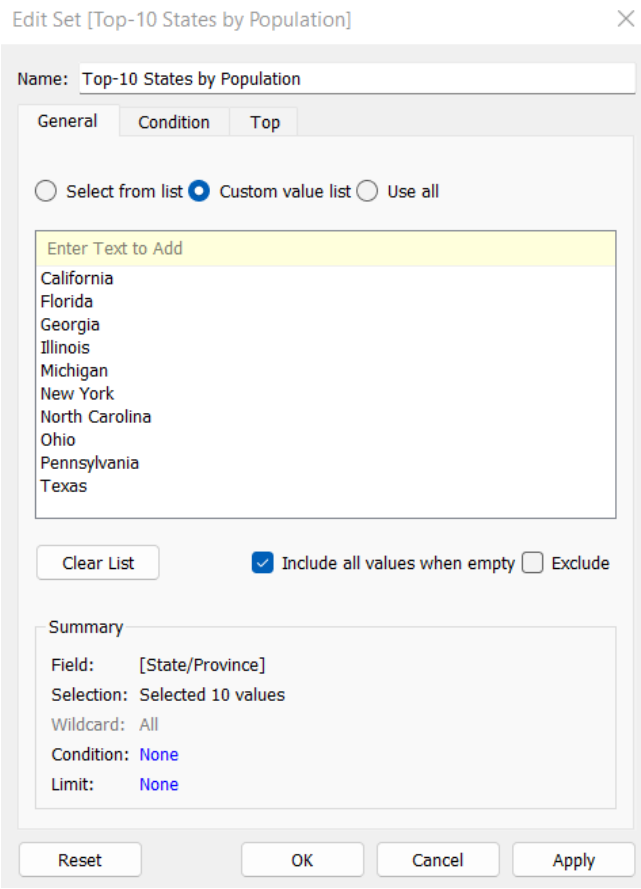 Edit Set [Top-10 States by Population]
Name: Top-10 States by Population
General Condition Top
Select from list Custom value list Use all
Enter Text to Add
California
Florida
Georgia
Illinois
Michigan
New York
North Carolina
Ohio
Pennsylvania
Texas
Clear List Include all values when empty Exclude
Summary
Field: [State/Province]
Selection: Selected 10 values
Wildcard: All
Condition: None
Limit: None
Reset OK Cancel Apply